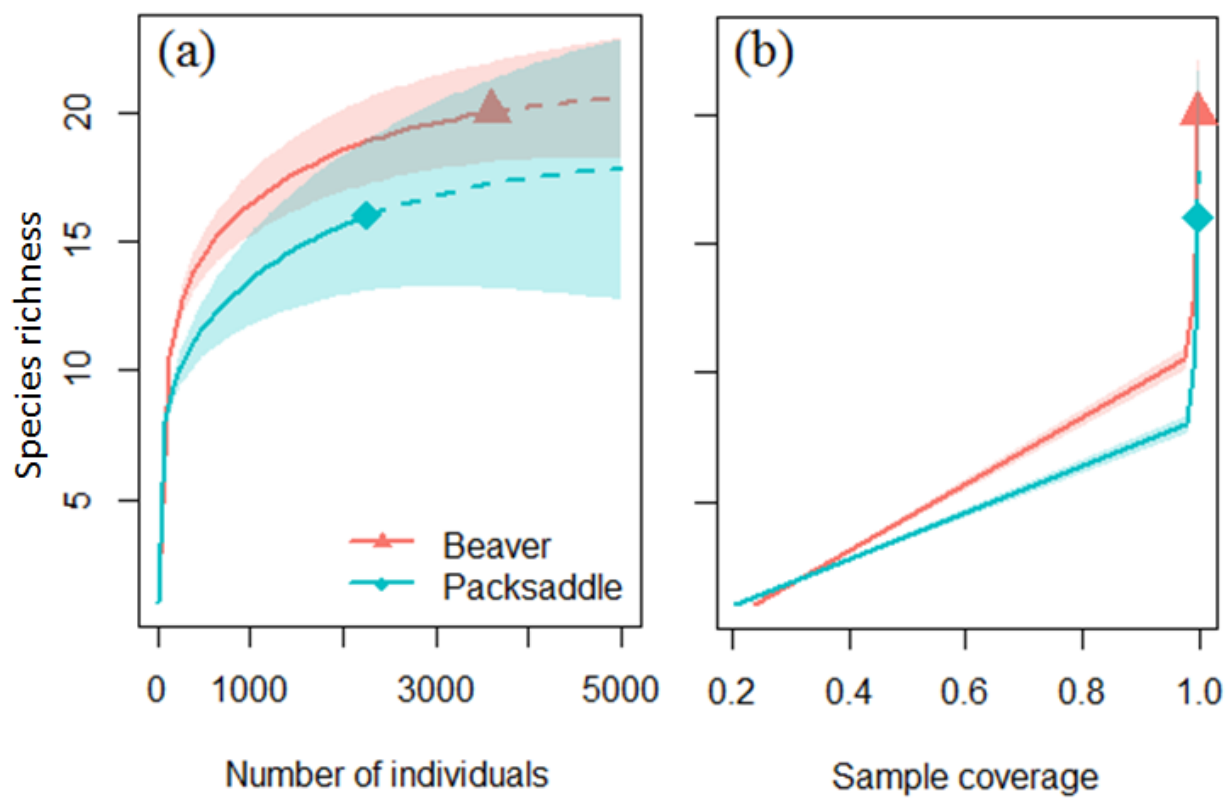 (a)
(b)
Species richness
20
15
10
5
Beaver
Packsaddle
0 1000 3000 5000
0.2 0.4 0.6 0.8 1.0
Number of individuals
Sample coverage